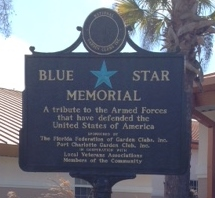 BLUE STAR
MEMORIAL
A tribute to the Armed Forces
that have defended the
United States of America
SPONSORED BY
The Florida Federation of Garden Clubs, Inc.
Port Charlotte Garden Club, Inc.
IN COOPERATION WITH
Local Veterans Associations
Members of the Community